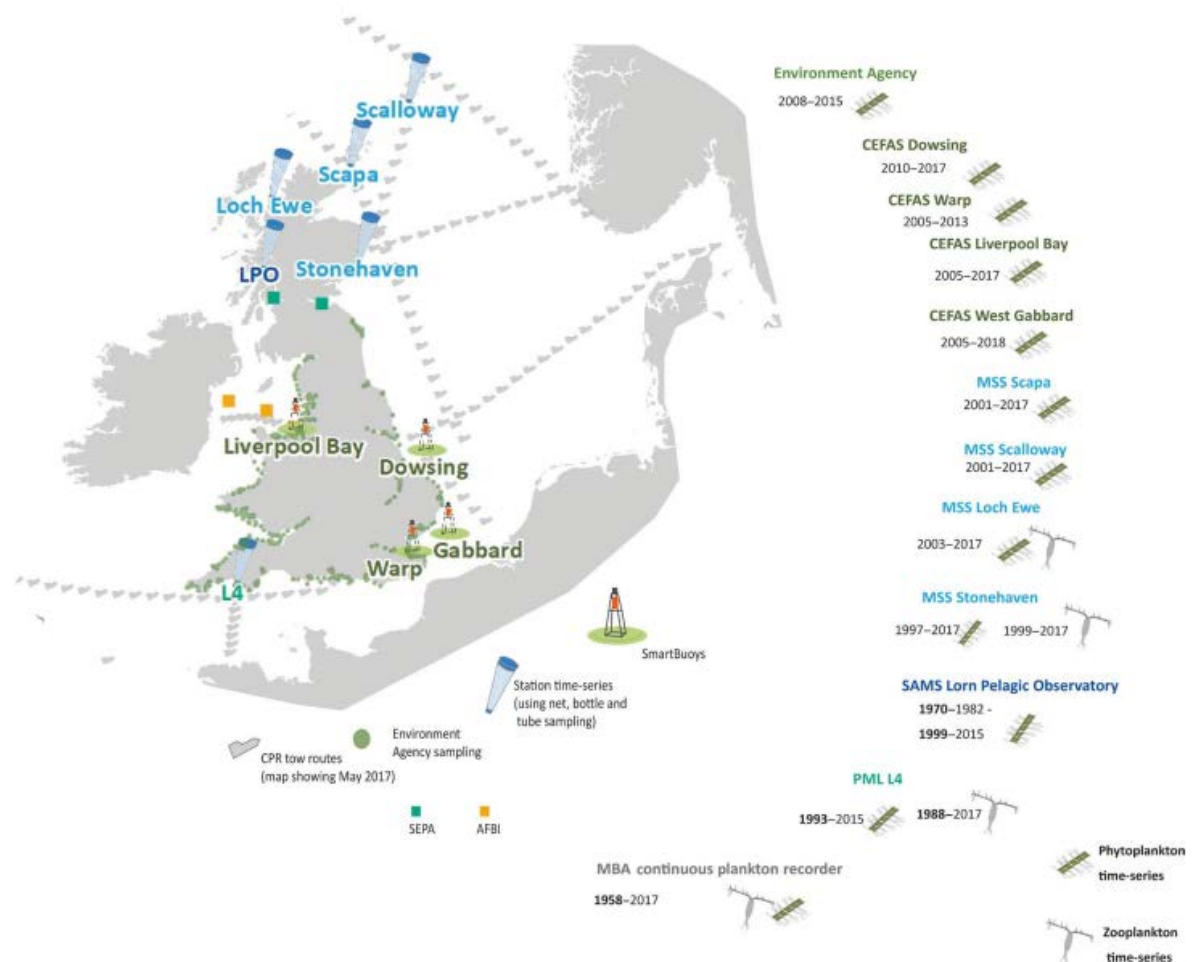 Scalloway
Scapa
Loch Ewe
LPO
Stonehaven
Liverpool Bay
Dowsing
Gabbard
Warp
L4
SmartBuoys
Station time-series
(using net, bottle and
tube sampling)
Environment
Agency sampling
CPR tow routes
(map showing May 2017)
SEPA
AFBI
Environment Agency
2008–2015
CEFAS Dowsing
2010–2017
CEFAS Warp
2005–2013
CEFAS Liverpool Bay
2005–2017
CEFAS West Gabbard
2005–2018
MSS Scapa
2001–2017
MSS Scalloway
2001–2017
MSS Loch Ewe
2003–2017
MSS Stonehaven
1997–2017 1999–2017
SAMS Lorn Pelagic Observatory
1970–1982 -
1999–2015
PML L4
1993–2015 1988–2017
MBA continuous plankton recorder
1958–2017
Phytoplankton
time-series
Zooplankton
time-series